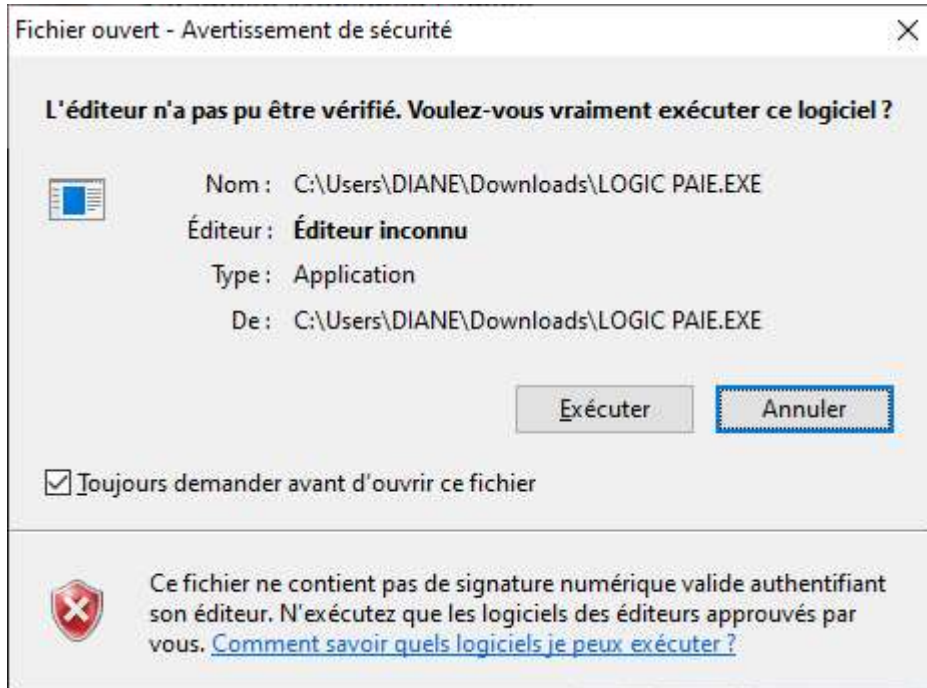 Fichier ouvert - Avertissement de sécurité
L'éditeur n'a pas pu être vérifié. Voulez-vous vraiment exécuter ce logiciel ?
Nom : C:\Users\DIANE\Downloads\LOGIC PAIE.EXE
Éditeur : Éditeur inconnu
Type : Application
De : C:\Users\DIANE\Downloads\LOGIC PAIE.EXE
Exécuter Annuler
Toujours demander avant d'ouvrir ce fichier
Ce fichier ne contient pas de signature numérique valide authentifiant
son éditeur. N'exécutez que les logiciels des éditeurs approuvés par
vous. Comment savoir quels logiciels je peux exécuter ?